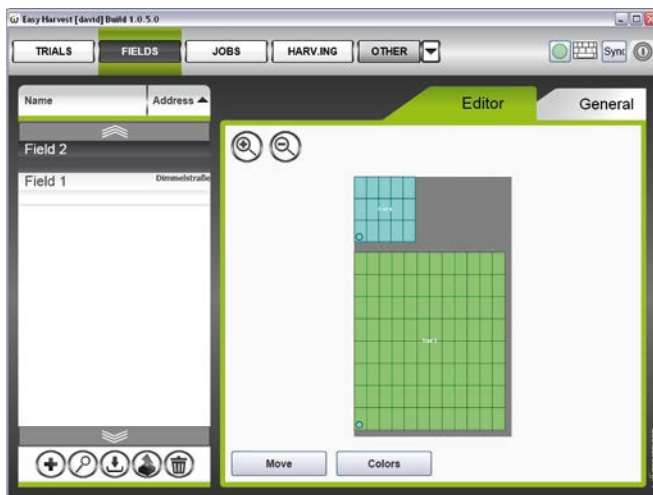 Easy Harvest [david] Build 1.0.5.0
TRIALS FIELDS JOBS HARV.ING OTHER Sync
Name Address
Editor General
Field 2
Field 1 Dimmelstraße
Move Colors